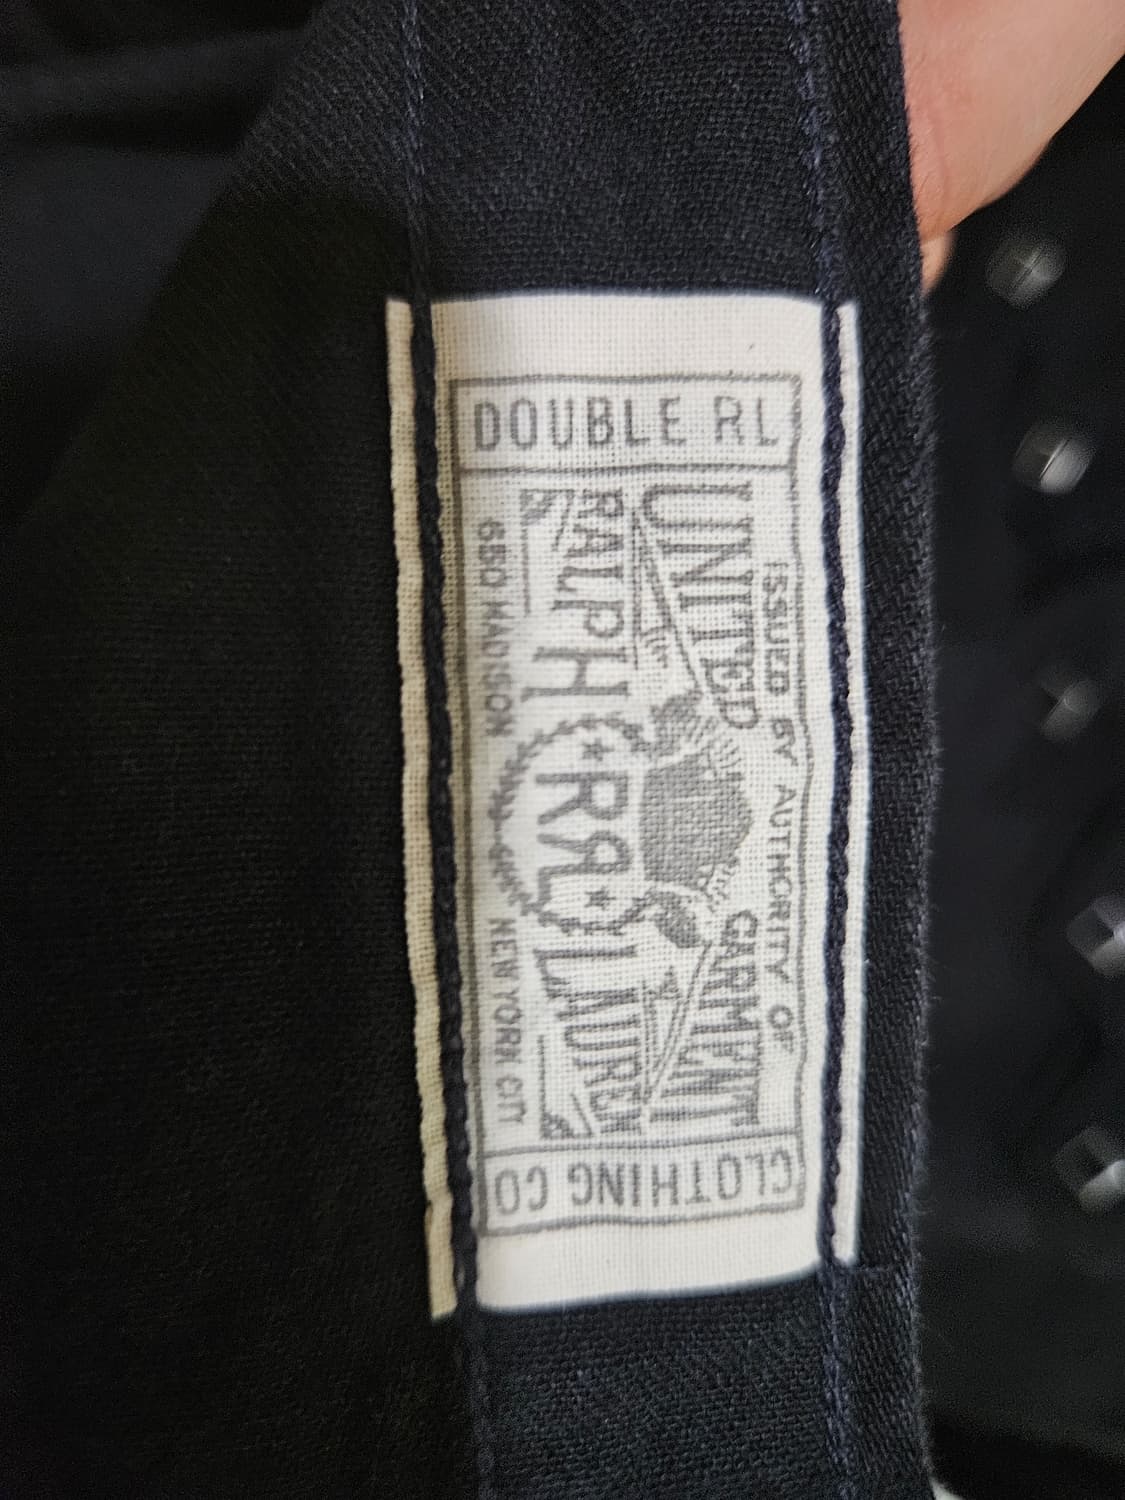 DOUBLE RL
ISSUED BY AUTHORITY OF
UNITED GARMENT
RALPH RRL LAUREN
650 MADISON NEW YORK CITY
CLOTHING CO